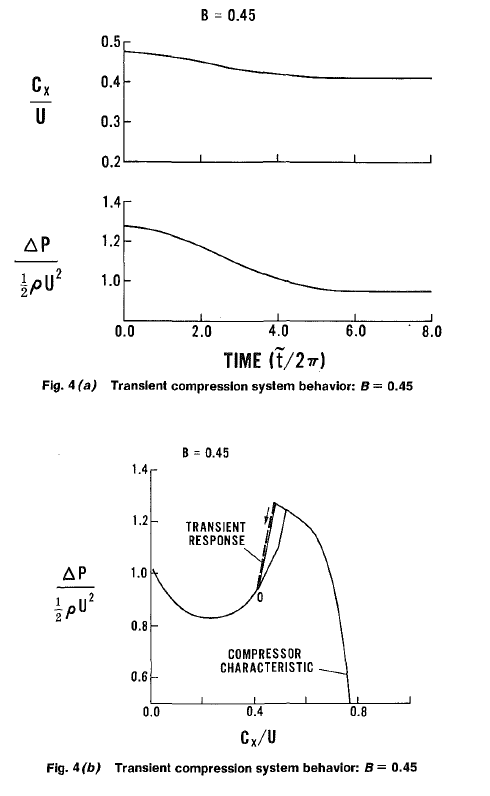 B = 0.45
0.5
0.4
0.3
0.2
Cx
U
1.4
1.2
1.0
ΔP
½ρU²
0.0 2.0 4.0 6.0 8.0
TIME (t̃/2π)
Fig. 4(a) Transient compression system behavior: B = 0.45
B = 0.45
1.4
1.2
1.0
0.8
0.6
ΔP
½ρU²
TRANSIENT
RESPONSE
0
COMPRESSOR
CHARACTERISTIC
0.0 0.4 0.8
Cx/U
Fig. 4(b) Transient compression system behavior: B = 0.45